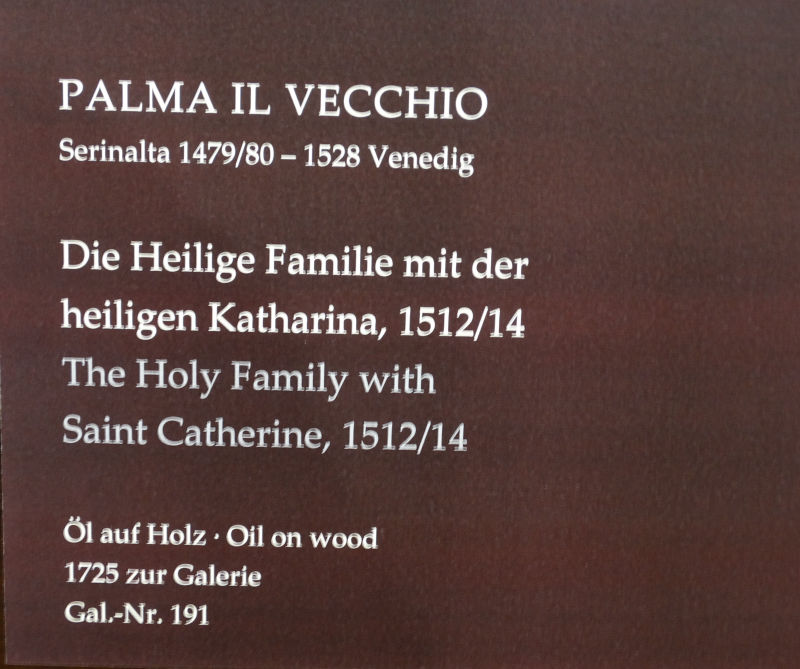 PALMA IL VECCHIO
Serinalta 1479/80 – 1528 Venedig
Die Heilige Familie mit der
heiligen Katharina, 1512/14
The Holy Family with
Saint Catherine, 1512/14
Öl auf Holz · Oil on wood
1725 zur Galerie
Gal.-Nr. 191